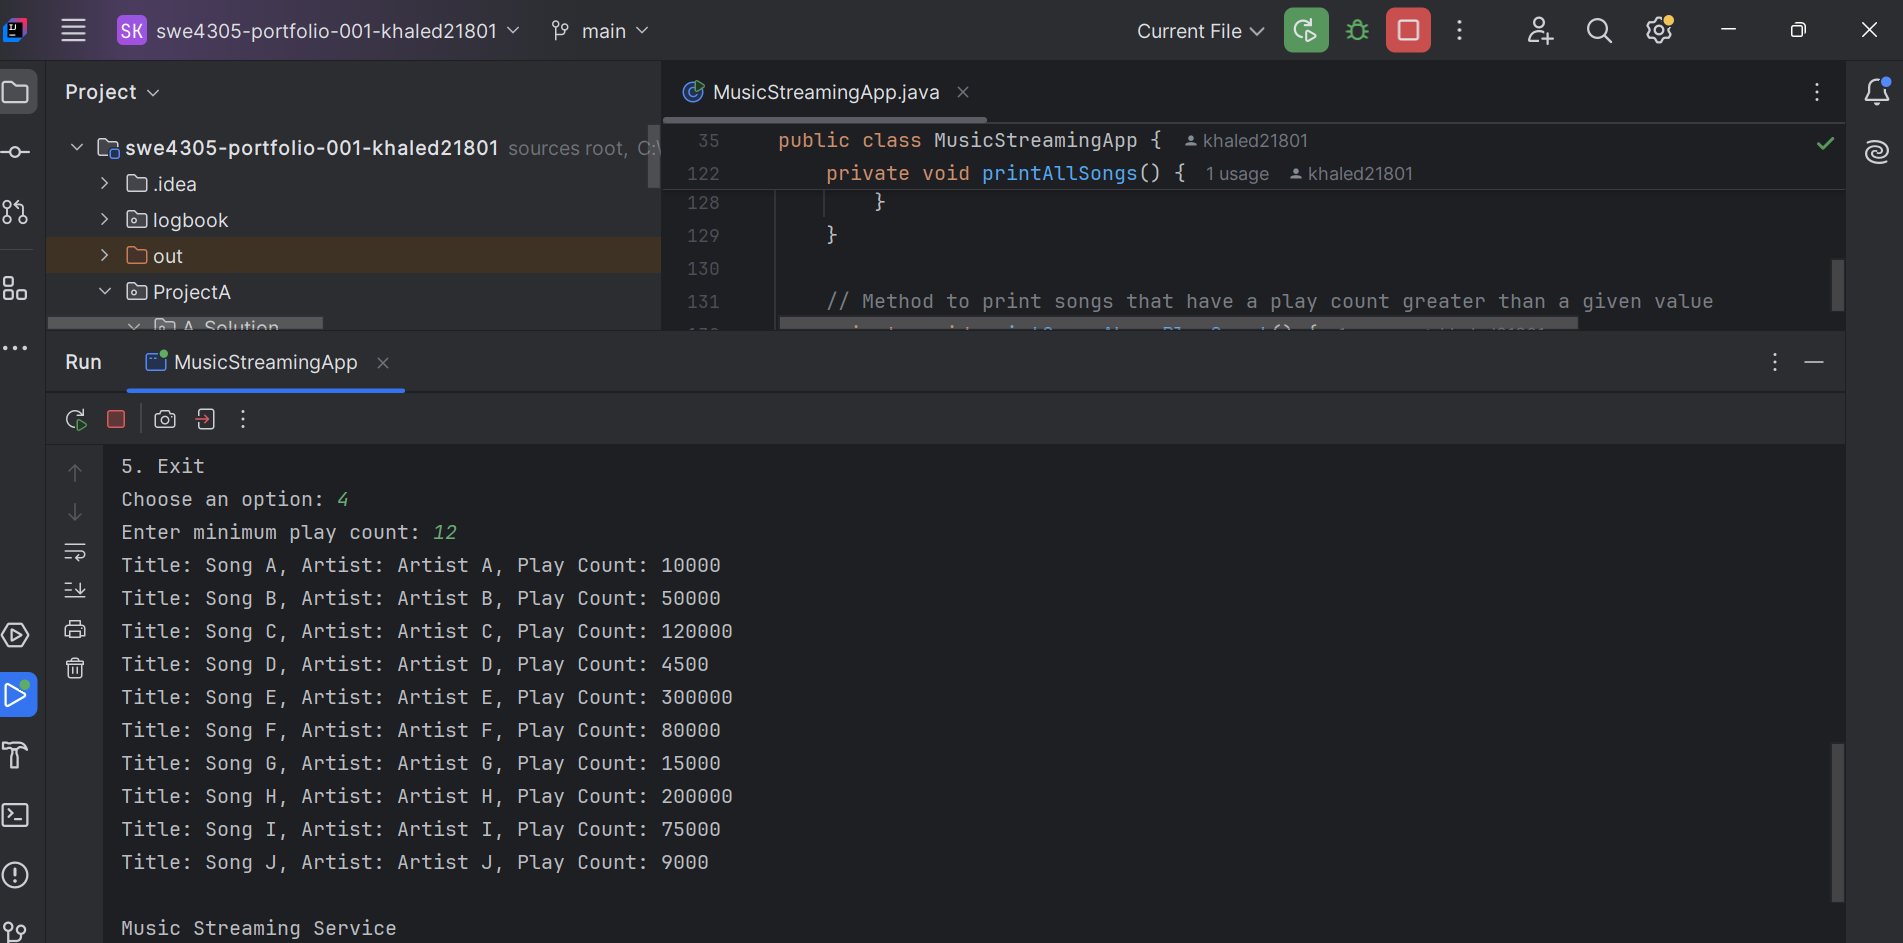 SK swe4305-portfolio-001-khaled21801 main Current File
Project
swe4305-portfolio-001-khaled21801 sources root, C:\
.idea
logbook
out
ProjectA
A_Solution
MusicStreamingApp.java
35 public class MusicStreamingApp { khaled21801
122 private void printAllSongs() { 1 usage khaled21801
128 }
129 }
130
131 // Method to print songs that have a play count greater than a given value
Run MusicStreamingApp
5. Exit
Choose an option: 4
Enter minimum play count: 12
Title: Song A, Artist: Artist A, Play Count: 10000
Title: Song B, Artist: Artist B, Play Count: 50000
Title: Song C, Artist: Artist C, Play Count: 120000
Title: Song D, Artist: Artist D, Play Count: 4500
Title: Song E, Artist: Artist E, Play Count: 300000
Title: Song F, Artist: Artist F, Play Count: 80000
Title: Song G, Artist: Artist G, Play Count: 15000
Title: Song H, Artist: Artist H, Play Count: 200000
Title: Song I, Artist: Artist I, Play Count: 75000
Title: Song J, Artist: Artist J, Play Count: 9000
Music Streaming Service